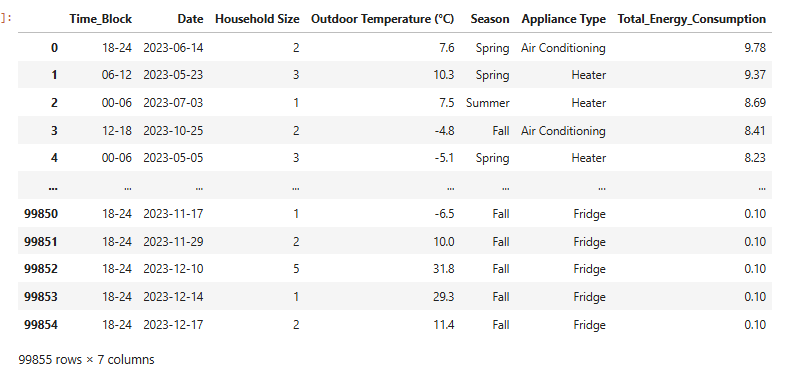 ]:
Time_Block Date Household Size Outdoor Temperature (°C) Season Appliance Type Total_Energy_Consumption
0 18-24 2023-06-14 2 7.6 Spring Air Conditioning 9.78
1 06-12 2023-05-23 3 10.3 Spring Heater 9.37
2 00-06 2023-07-03 1 7.5 Summer Heater 8.69
3 12-18 2023-10-25 2 -4.8 Fall Air Conditioning 8.41
4 00-06 2023-05-05 3 -5.1 Spring Heater 8.23
... ... ... ... ... ... ... ...
99850 18-24 2023-11-17 1 -6.5 Fall Fridge 0.10
99851 18-24 2023-11-29 2 10.0 Fall Fridge 0.10
99852 18-24 2023-12-10 5 31.8 Fall Fridge 0.10
99853 18-24 2023-12-14 1 29.3 Fall Fridge 0.10
99854 18-24 2023-12-17 2 11.4 Fall Fridge 0.10
99855 rows × 7 columns